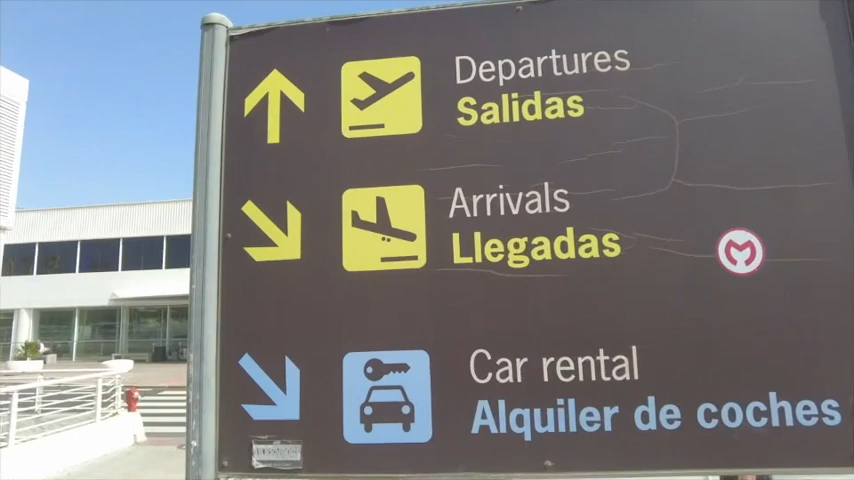 Departures
Salidas
Arrivals
Llegadas
Car rental
Alquiler de coches